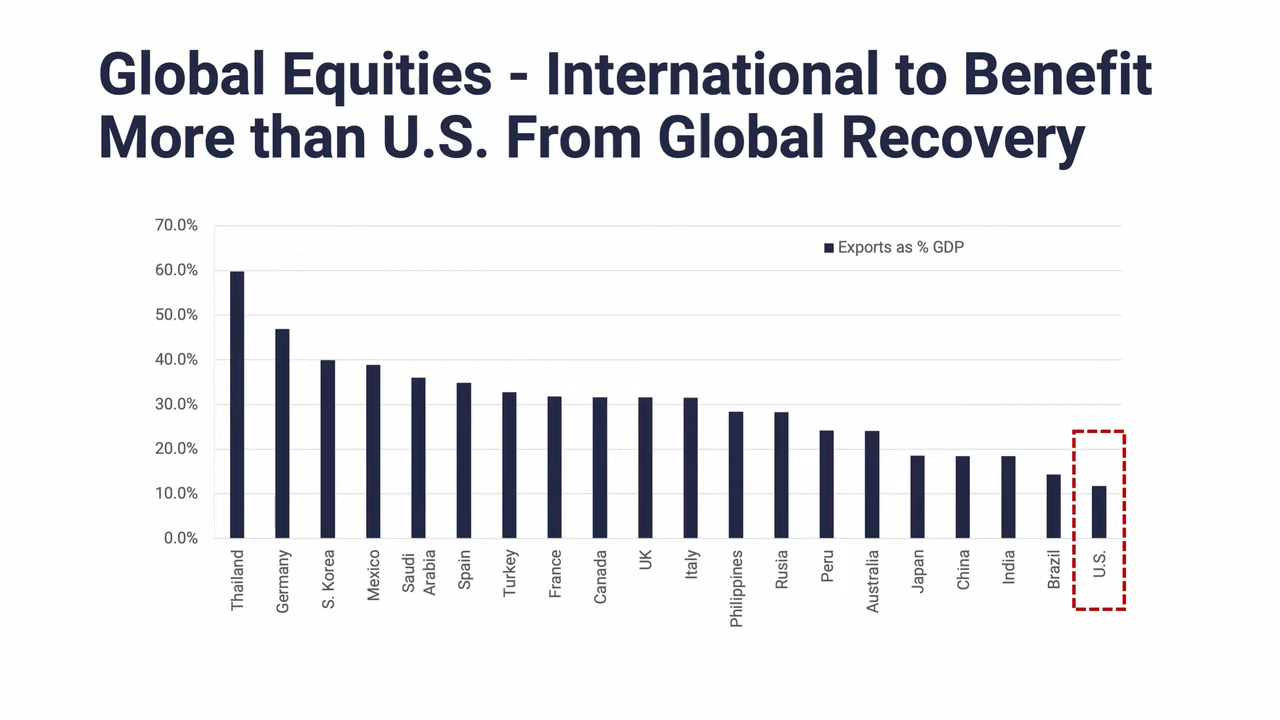 Global Equities - International to Benefit
More than U.S. From Global Recovery
70.0%
60.0%
50.0%
40.0%
30.0%
20.0%
10.0%
0.0%
Exports as % GDP
Thailand
Germany
S. Korea
Mexico
Saudi
Arabia
Spain
Turkey
France
Canada
UK
Italy
Philippines
Rusia
Peru
Australia
Japan
China
India
Brazil
U.S.